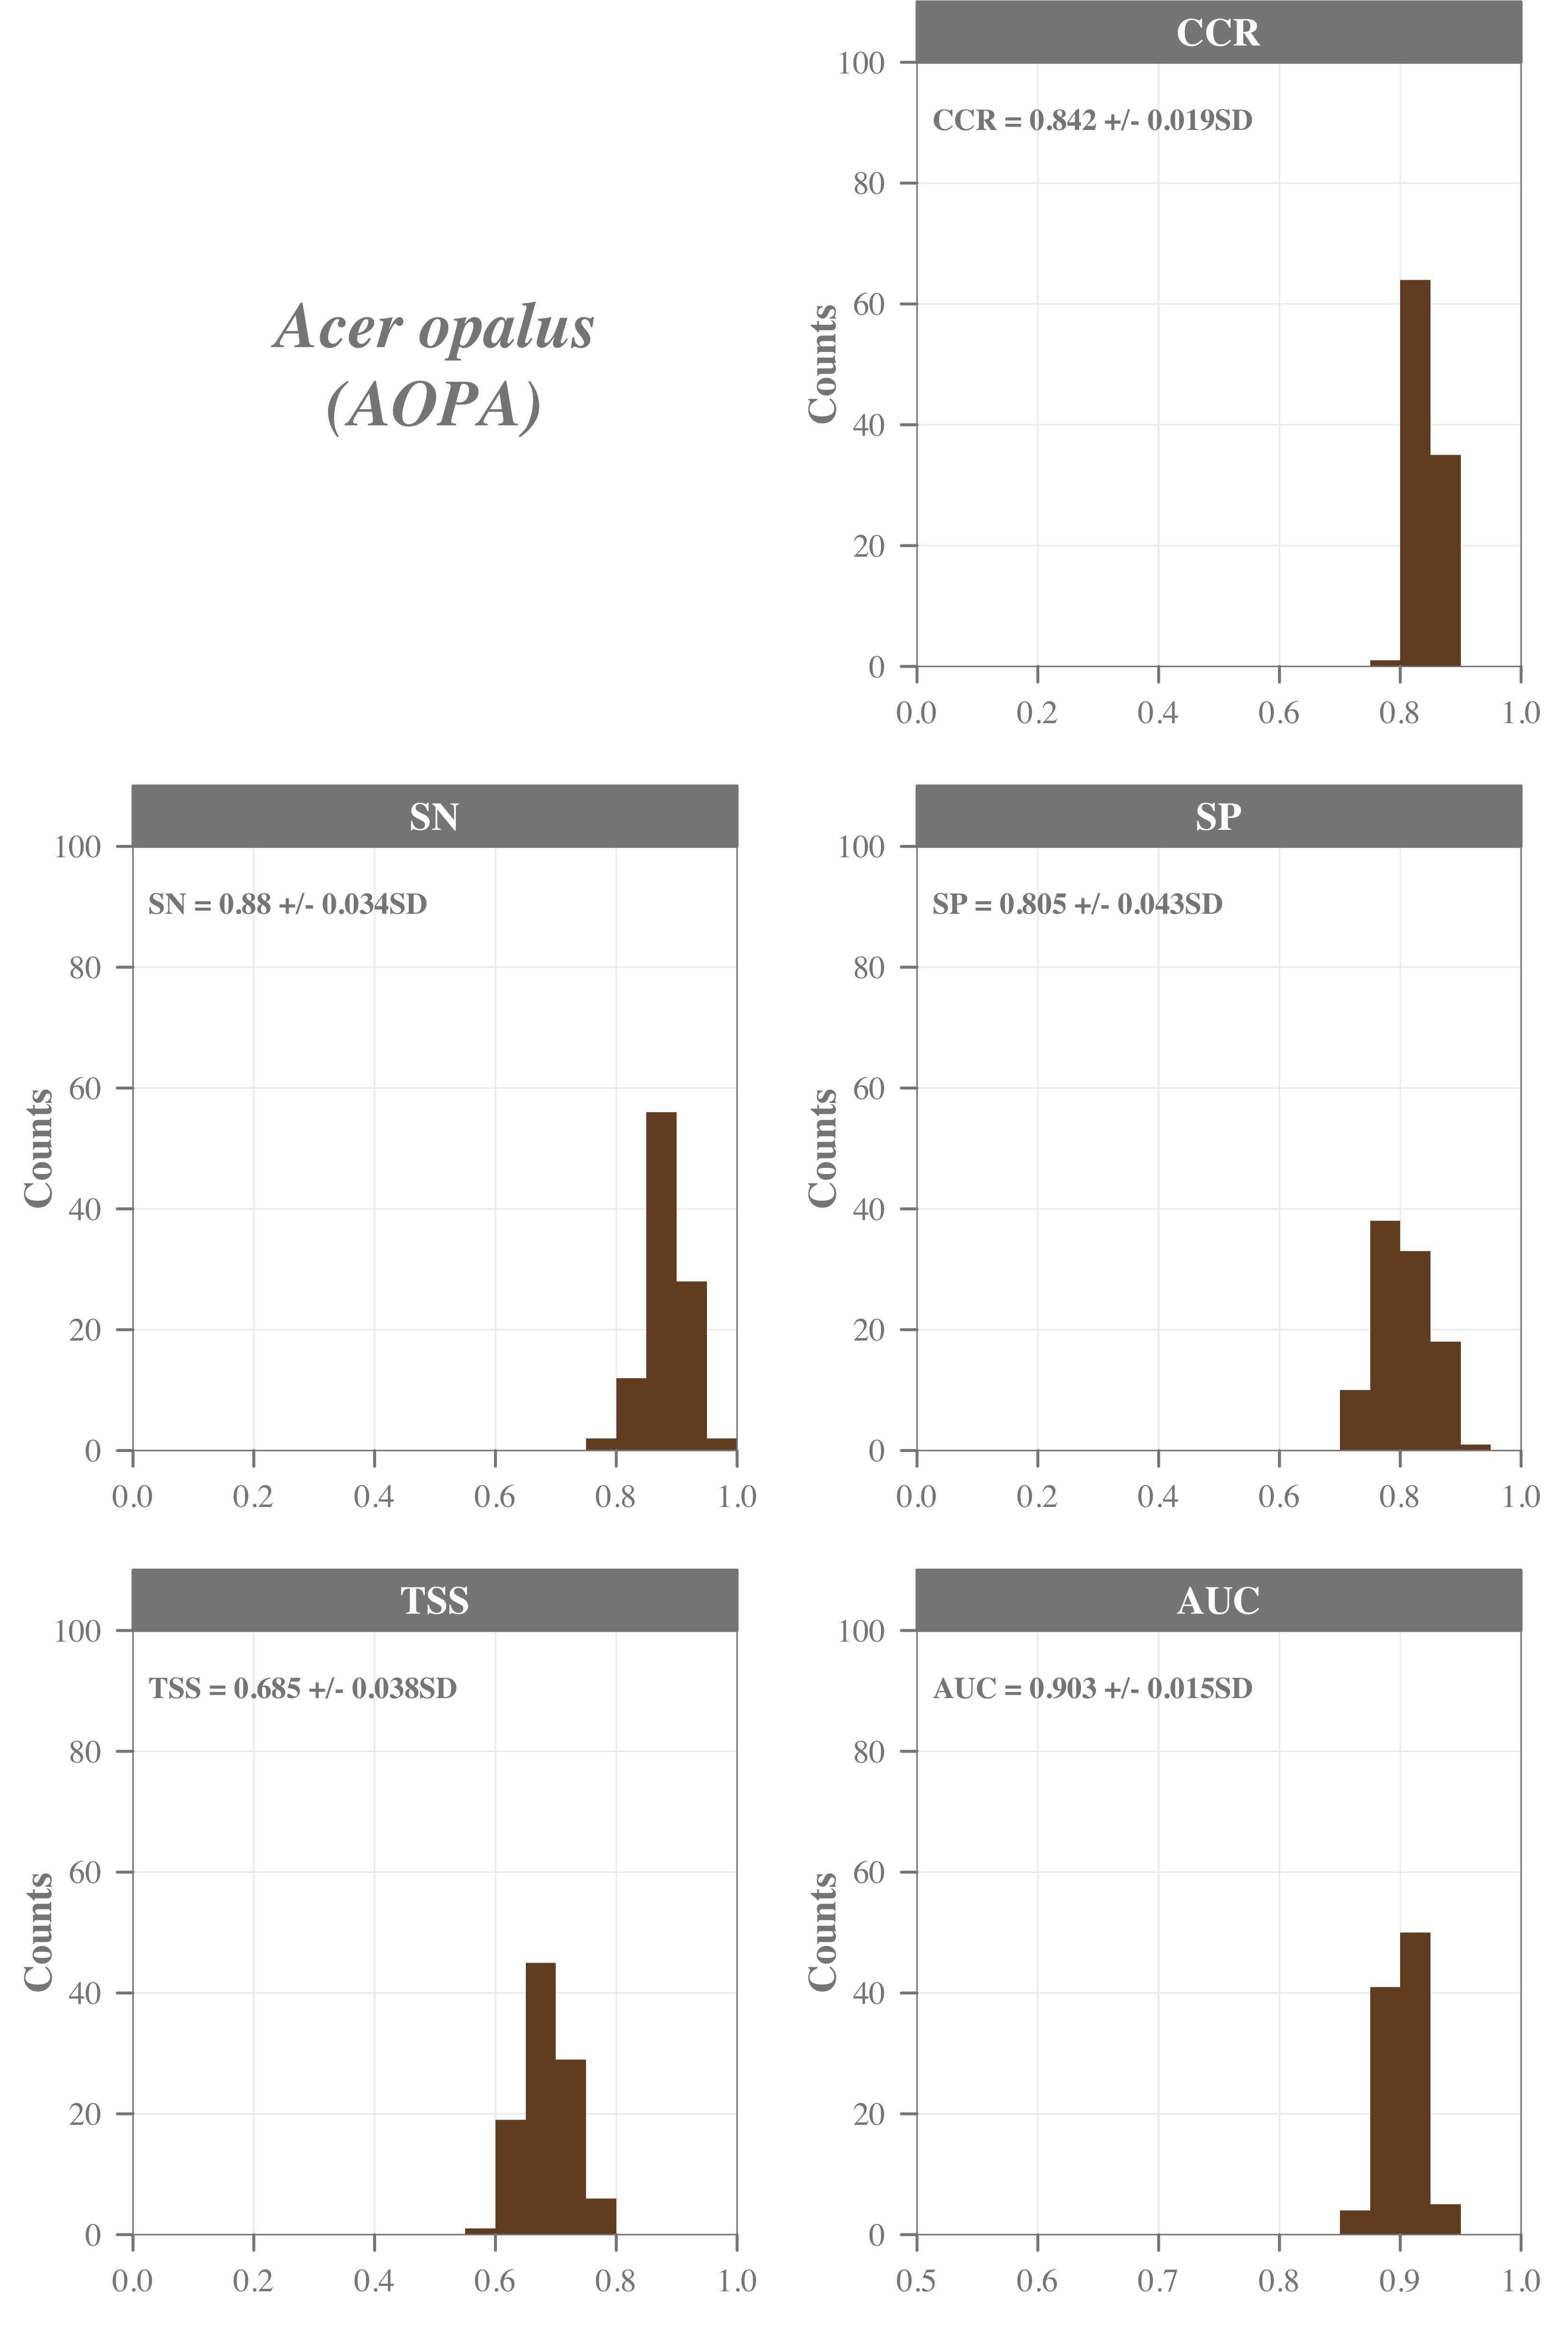 Acer opalus
(AOPA)
CCR
CCR = 0.842 +/- 0.019SD
Counts
100
80
60
40
20
0
0.0 0.2 0.4 0.6 0.8 1.0
SN
SN = 0.88 +/- 0.034SD
Counts
100
80
60
40
20
0
0.0 0.2 0.4 0.6 0.8 1.0
SP
SP = 0.805 +/- 0.043SD
Counts
100
80
60
40
20
0
0.0 0.2 0.4 0.6 0.8 1.0
TSS
TSS = 0.685 +/- 0.038SD
Counts
100
80
60
40
20
0
0.0 0.2 0.4 0.6 0.8 1.0
AUC
AUC = 0.903 +/- 0.015SD
Counts
100
80
60
40
20
0
0.5 0.6 0.7 0.8 0.9 1.0